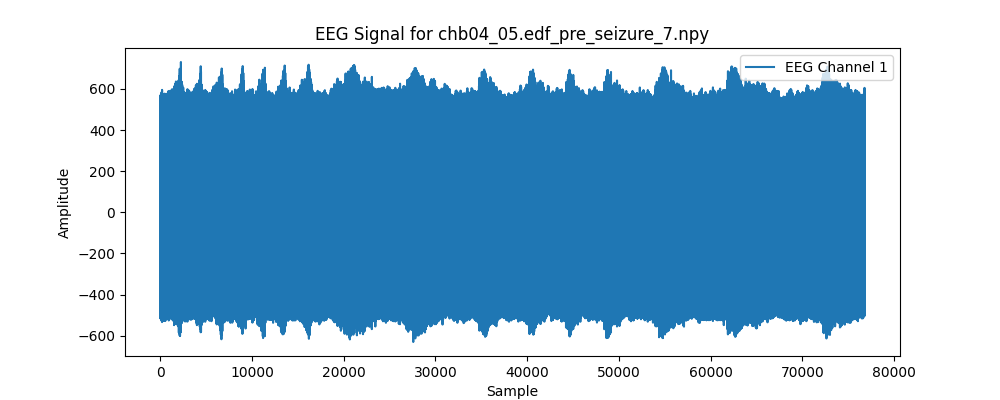 EEG Signal for chb04_05.edf_pre_seizure_7.npy
EEG Channel 1
600
400
200
0
−200
−400
−600
Amplitude
0 10000 20000 30000 40000 50000 60000 70000 80000
Sample